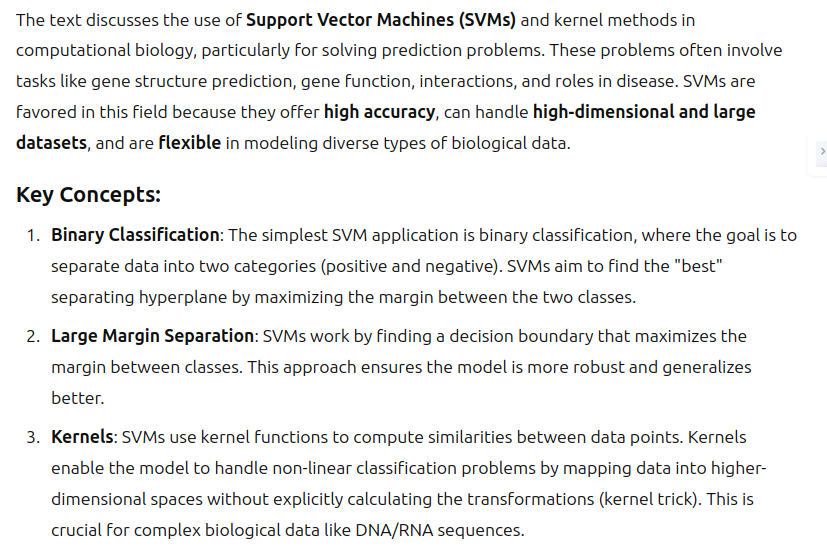 The text discusses the use of Support Vector Machines (SVMs) and kernel methods in
computational biology, particularly for solving prediction problems. These problems often involve
tasks like gene structure prediction, gene function, interactions, and roles in disease. SVMs are
favored in this field because they offer high accuracy, can handle high-dimensional and large
datasets, and are flexible in modeling diverse types of biological data.
Key Concepts:
1. Binary Classification: The simplest SVM application is binary classification, where the goal is to
separate data into two categories (positive and negative). SVMs aim to find the "best"
separating hyperplane by maximizing the margin between the two classes.
2. Large Margin Separation: SVMs work by finding a decision boundary that maximizes the
margin between classes. This approach ensures the model is more robust and generalizes
better.
3. Kernels: SVMs use kernel functions to compute similarities between data points. Kernels
enable the model to handle non-linear classification problems by mapping data into higher-
dimensional spaces without explicitly calculating the transformations (kernel trick). This is
crucial for complex biological data like DNA/RNA sequences.